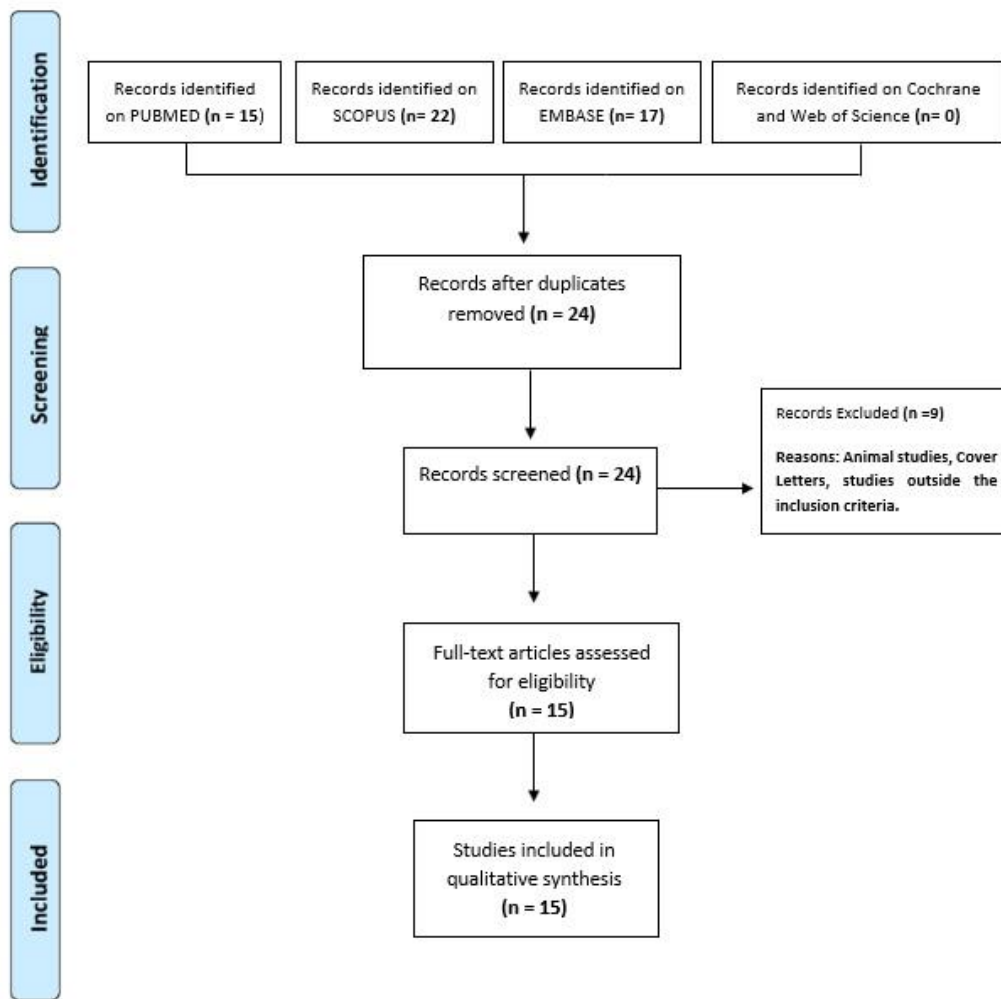 Identification
Records identified
on PUBMED (n = 15)
Records identified on
SCOPUS (n= 22)
Records identified on
EMBASE (n= 17)
Records identified on Cochrane
and Web of Science (n= 0)
Screening
Records after duplicates
removed (n = 24)
Records screened (n = 24)
Records Excluded (n =9)
Reasons: Animal studies, Cover
Letters, studies outside the
inclusion criteria.
Eligibility
Full-text articles assessed
for eligibility
(n = 15)
Included
Studies included in
qualitative synthesis
(n = 15)